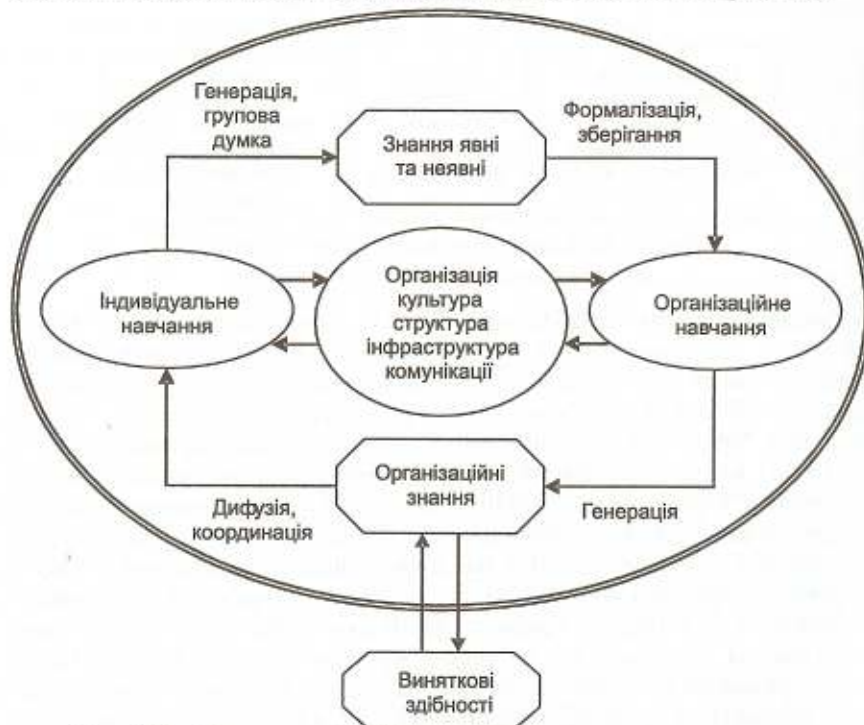 Генерація,
групова
думка
Знання явні
та неявні
Формалізація,
зберігання
Індивідуальне
навчання
Організація
культура
структура
інфраструктура
комунікації
Організаційне
навчання
Організаційні
знання
Дифузія,
координація
Генерація
Виняткові
здібності